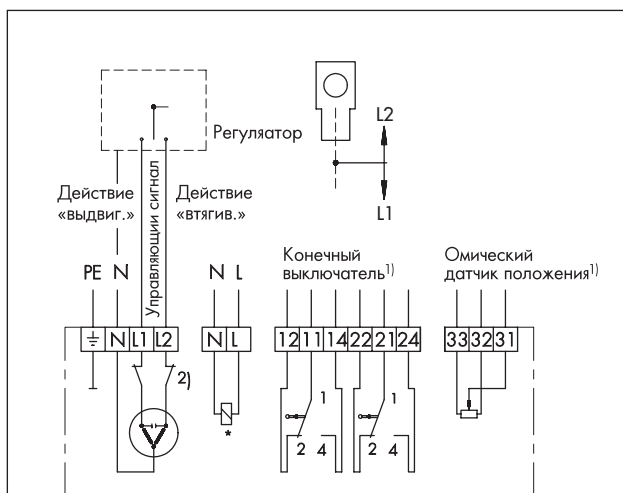 L2
Регулятор
L1
Действие
«выдвиг.»
Управляющий сигнал
Действие
«втягив.»
PE N
N L
Конечный
выключатель1)
Омический
датчик положения1)
N L1 L2
N L
12 11 14 22 21 24
33 32 31
2)
*
1
2 4
1
2 4